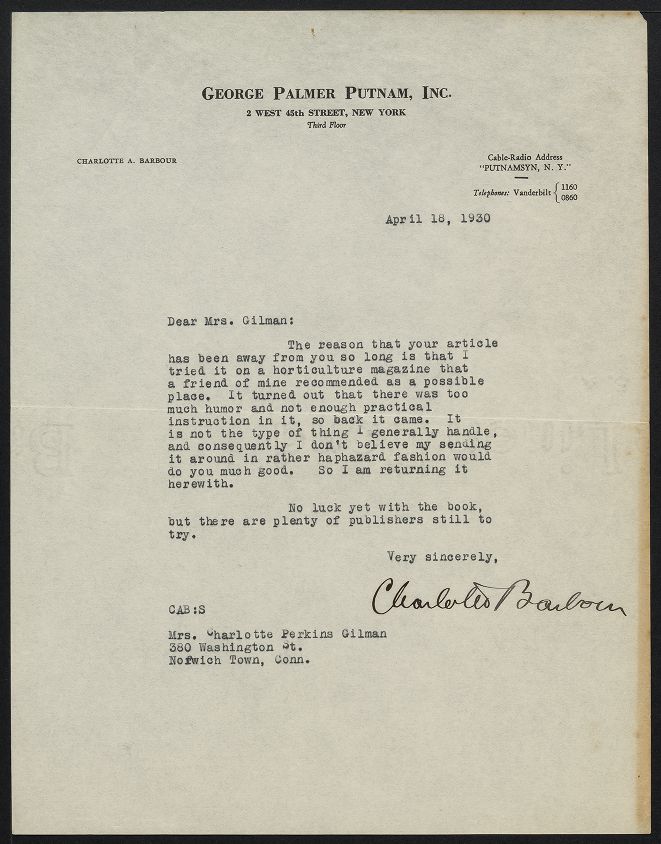 GEORGE PALMER PUTNAM, INC.
2 WEST 45th STREET, NEW YORK
Third Floor
CHARLOTTE A. BARBOUR
Cable-Radio Address
"PUTNAMSYN, N. Y."
Telephones: Vanderbilt { 1160
0860
April 18, 1930
Dear Mrs. Gilman:
The reason that your article
has been away from you so long is that I
tried it on a horticulture magazine that
a friend of mine recommended as a possible
place. It turned out that there was too
much humor and not enough practical
instruction in it, so back it came. It
is not the type of thing I generally handle,
and consequently I don't believe my sending
it around in rather haphazard fashion would
do you much good. So I am returning it
herewith.
No luck yet with the book,
but there are plenty of publishers still to
try.
Very sincerely,
Charlotte Barbour
CAB:S
Mrs. Charlotte Perkins Gilman
380 Washington St.
Norwich Town, Conn.